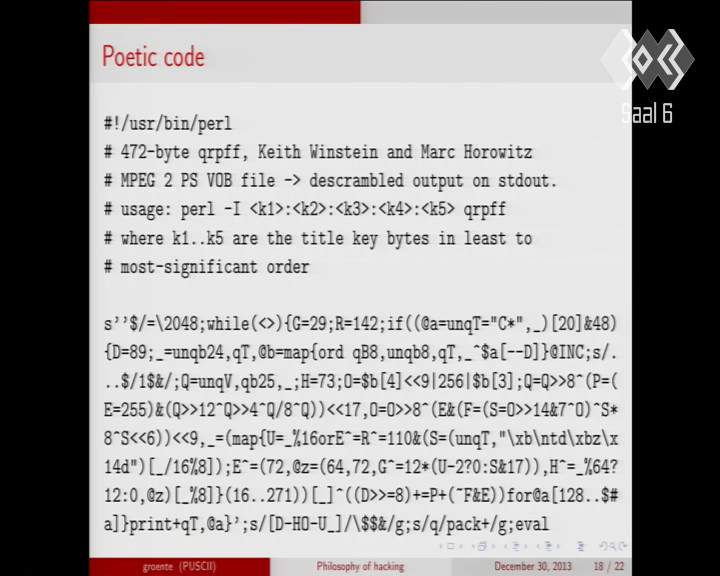 Poetic code
Saal 6
#!/usr/bin/perl
# 472-byte qrpff, Keith Winstein and Marc Horowitz
# MPEG 2 PS VOB file -> descrambled output on stdout.
# usage: perl -I <k1>:<k2>:<k3>:<k4>:<k5> qrpff
# where k1..k5 are the title key bytes in least to
# most-significant order
s’’$/=\2048;while(<>){G=29;R=142;if((@a=unqT="C*",_)[20]&48)
{D=89;_=unqb24,qT,@b=map{ord qB8,unqb8,qT,_^$a[--D]}@INC;s/.
..$/1$&/;Q=unqV,qb25,_;H=73;O=$b[4]<<9|256|$b[3];Q=Q>>8^(P=(
E=255)&(Q>>12^Q>>4^Q/8^Q))<<17,O=O>>8^(E&(F=(S=O>>14&7^O)^S*
8^S<<6))<<9,_=(map{U=_%16orE^=R^=110&(S=(unqT,"\xb\ntd\xbz\x
14d")[_/16%8]);E^=(72,@z=(64,72,G^=12*(U-2?0:S&17)),H^=_%64?
12:0,@z)[_%8]}(16..271))[_]^((D>>=8)+=P+(~F&E))for@a[128..$#
a]}print+qT,@a}’;s/[D-HO-U_]/\$$&/g;s/q/pack+/g;eval
groente (PUSCII)
Philosophy of hacking
December 30, 2013
18 / 22